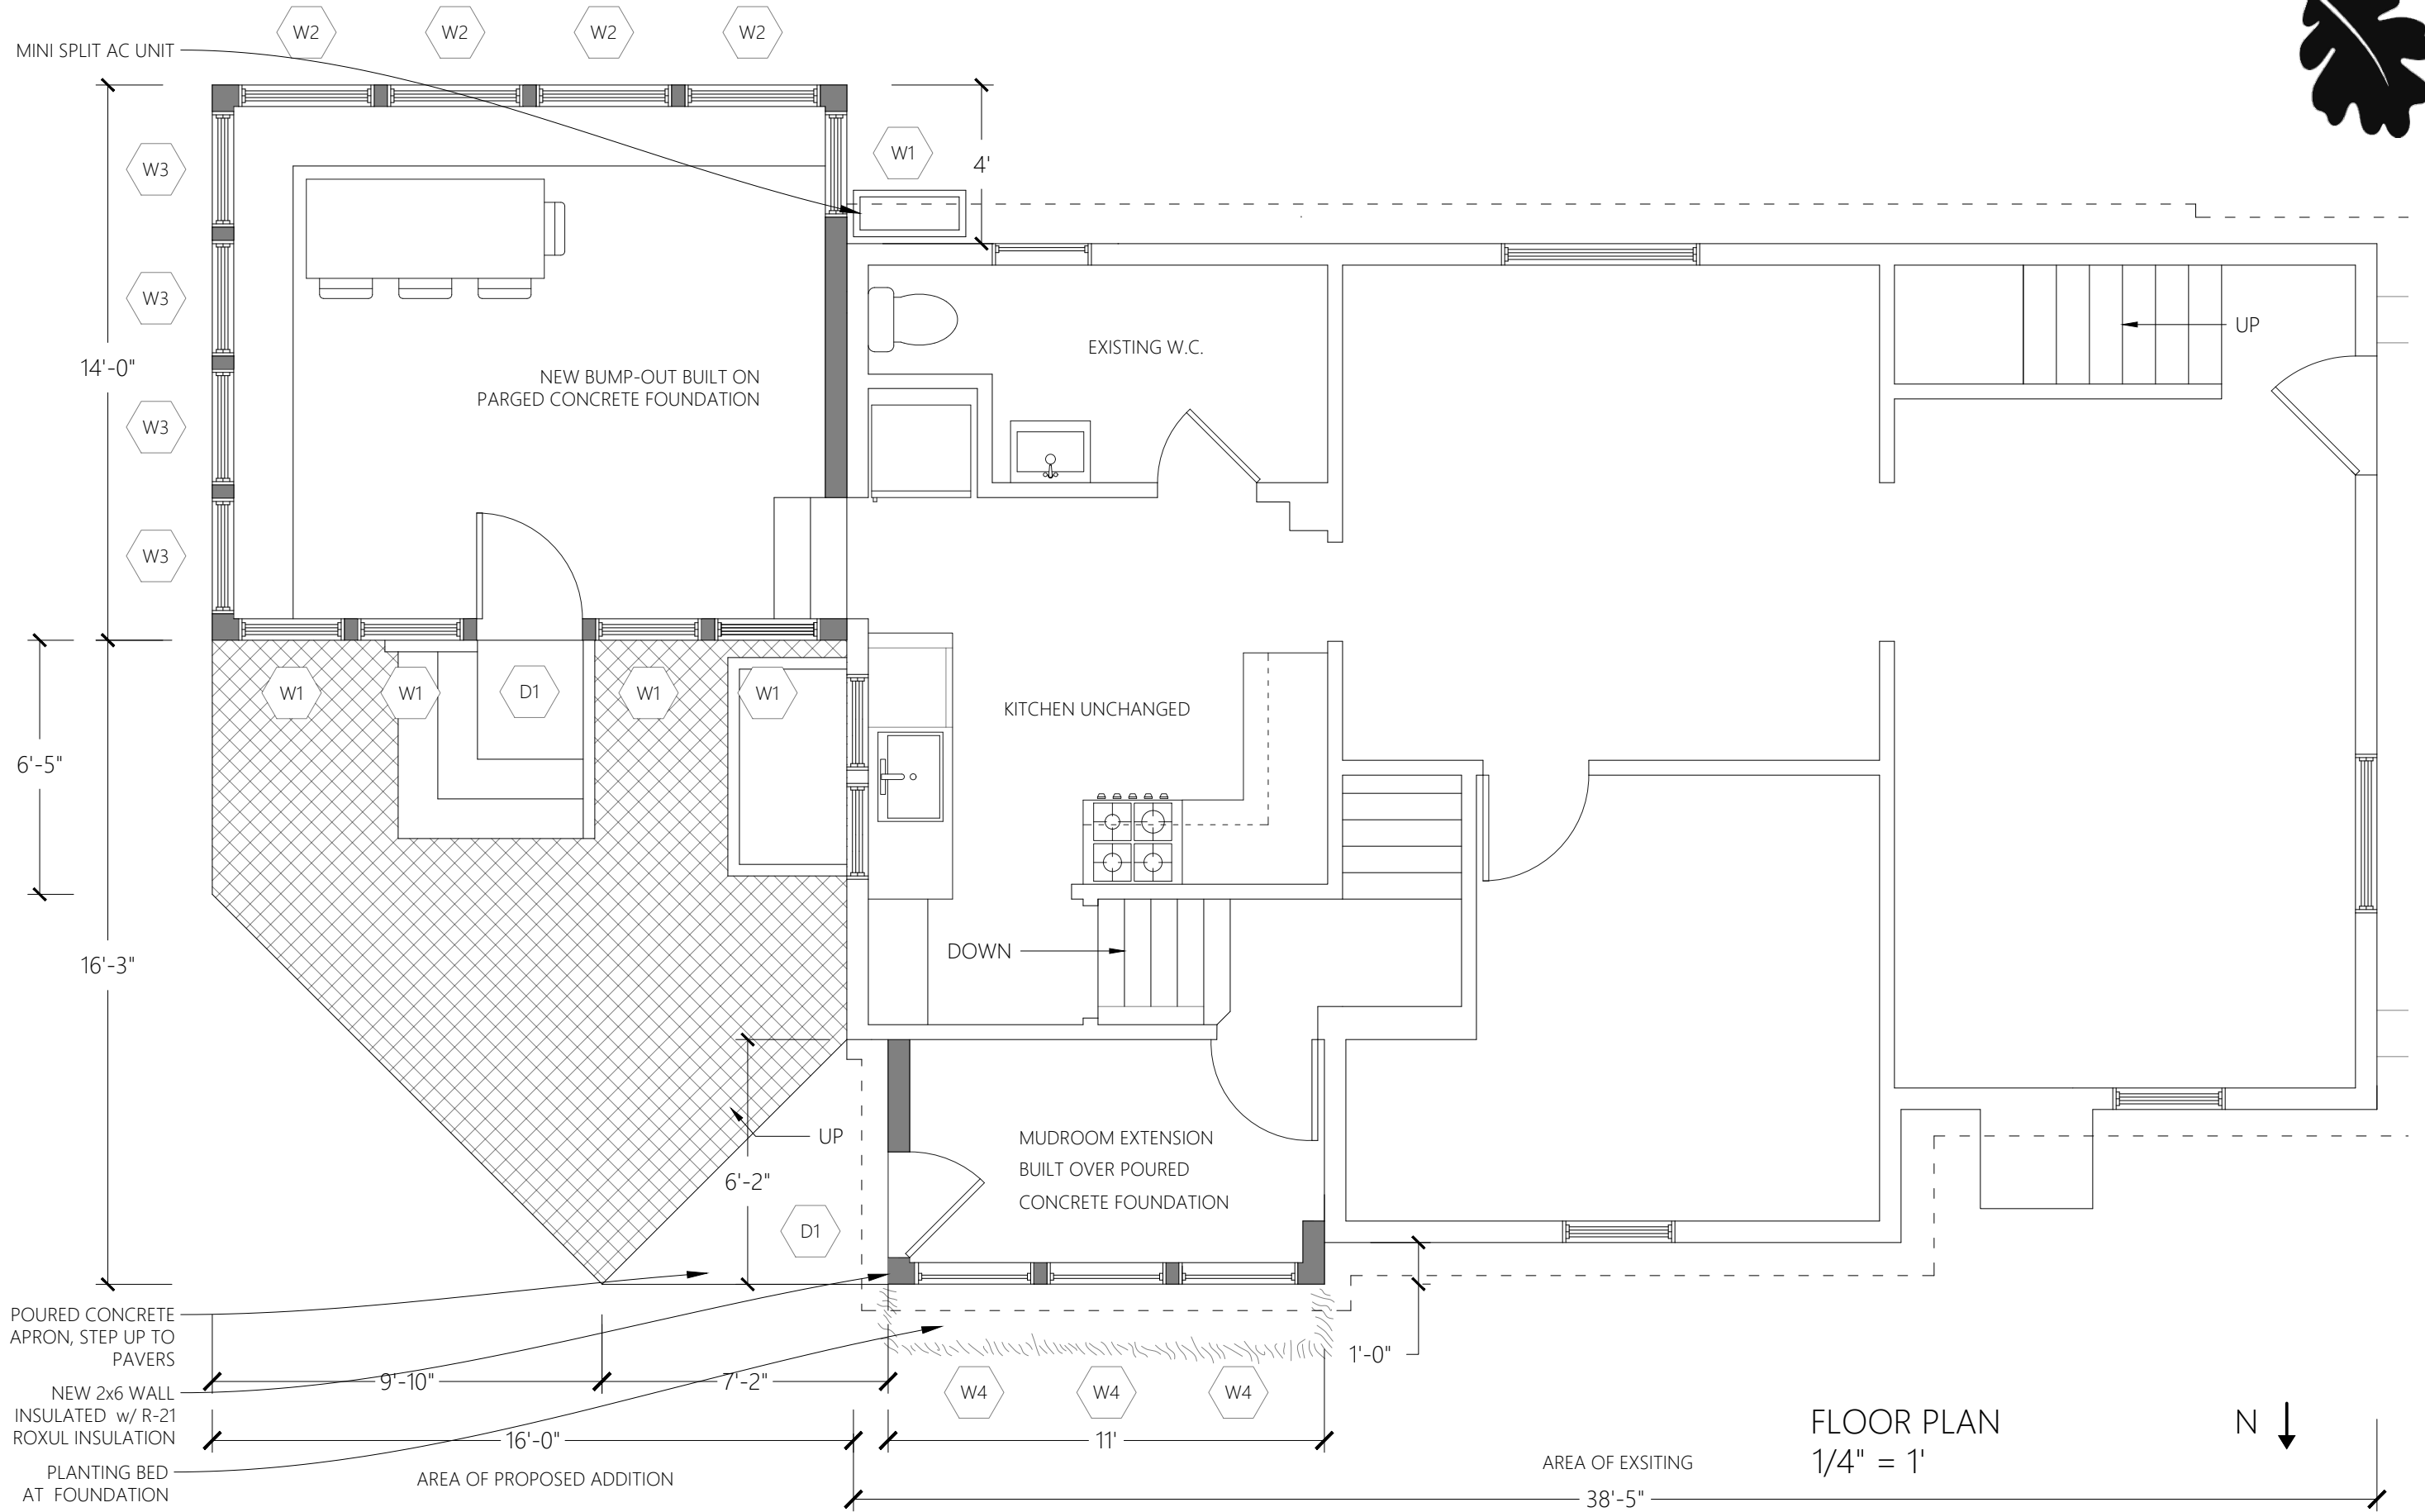 W2
W2
W2
W2
MINI SPLIT AC UNIT
W1
4'
W3
W3
W3
W3
14'-0"
NEW BUMP-OUT BUILT ON
PARGED CONCRETE FOUNDATION
EXISTING W.C.
UP
W1
W1
D1
W1
W1
KITCHEN UNCHANGED
6'-5"
16'-3"
DOWN
UP
6'-2"
D1
MUDROOM EXTENSION
BUILT OVER POURED
CONCRETE FOUNDATION
POURED CONCRETE
APRON, STEP UP TO
PAVERS
NEW 2x6 WALL
INSULATED w/ R-21
ROXUL INSULATION
PLANTING BED
AT FOUNDATION
9'-10"
7'-2"
1'-0"
W4
W4
W4
16'-0"
11'
AREA OF PROPOSED ADDITION
AREA OF EXSITING
38'-5"
FLOOR PLAN
1/4" = 1'
N